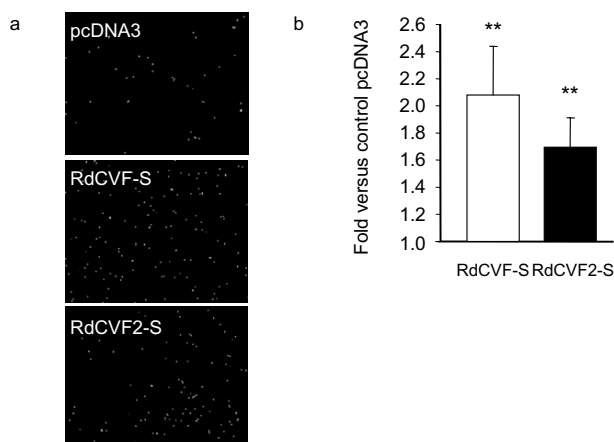 a
pcDNA3
RdCVF-S
RdCVF2-S
b
Fold versus control pcDNA3
2.6
2.4
2.2
2.0
1.8
1.6
1.4
1.2
1.0
**
**
RdCVF-S RdCVF2-S